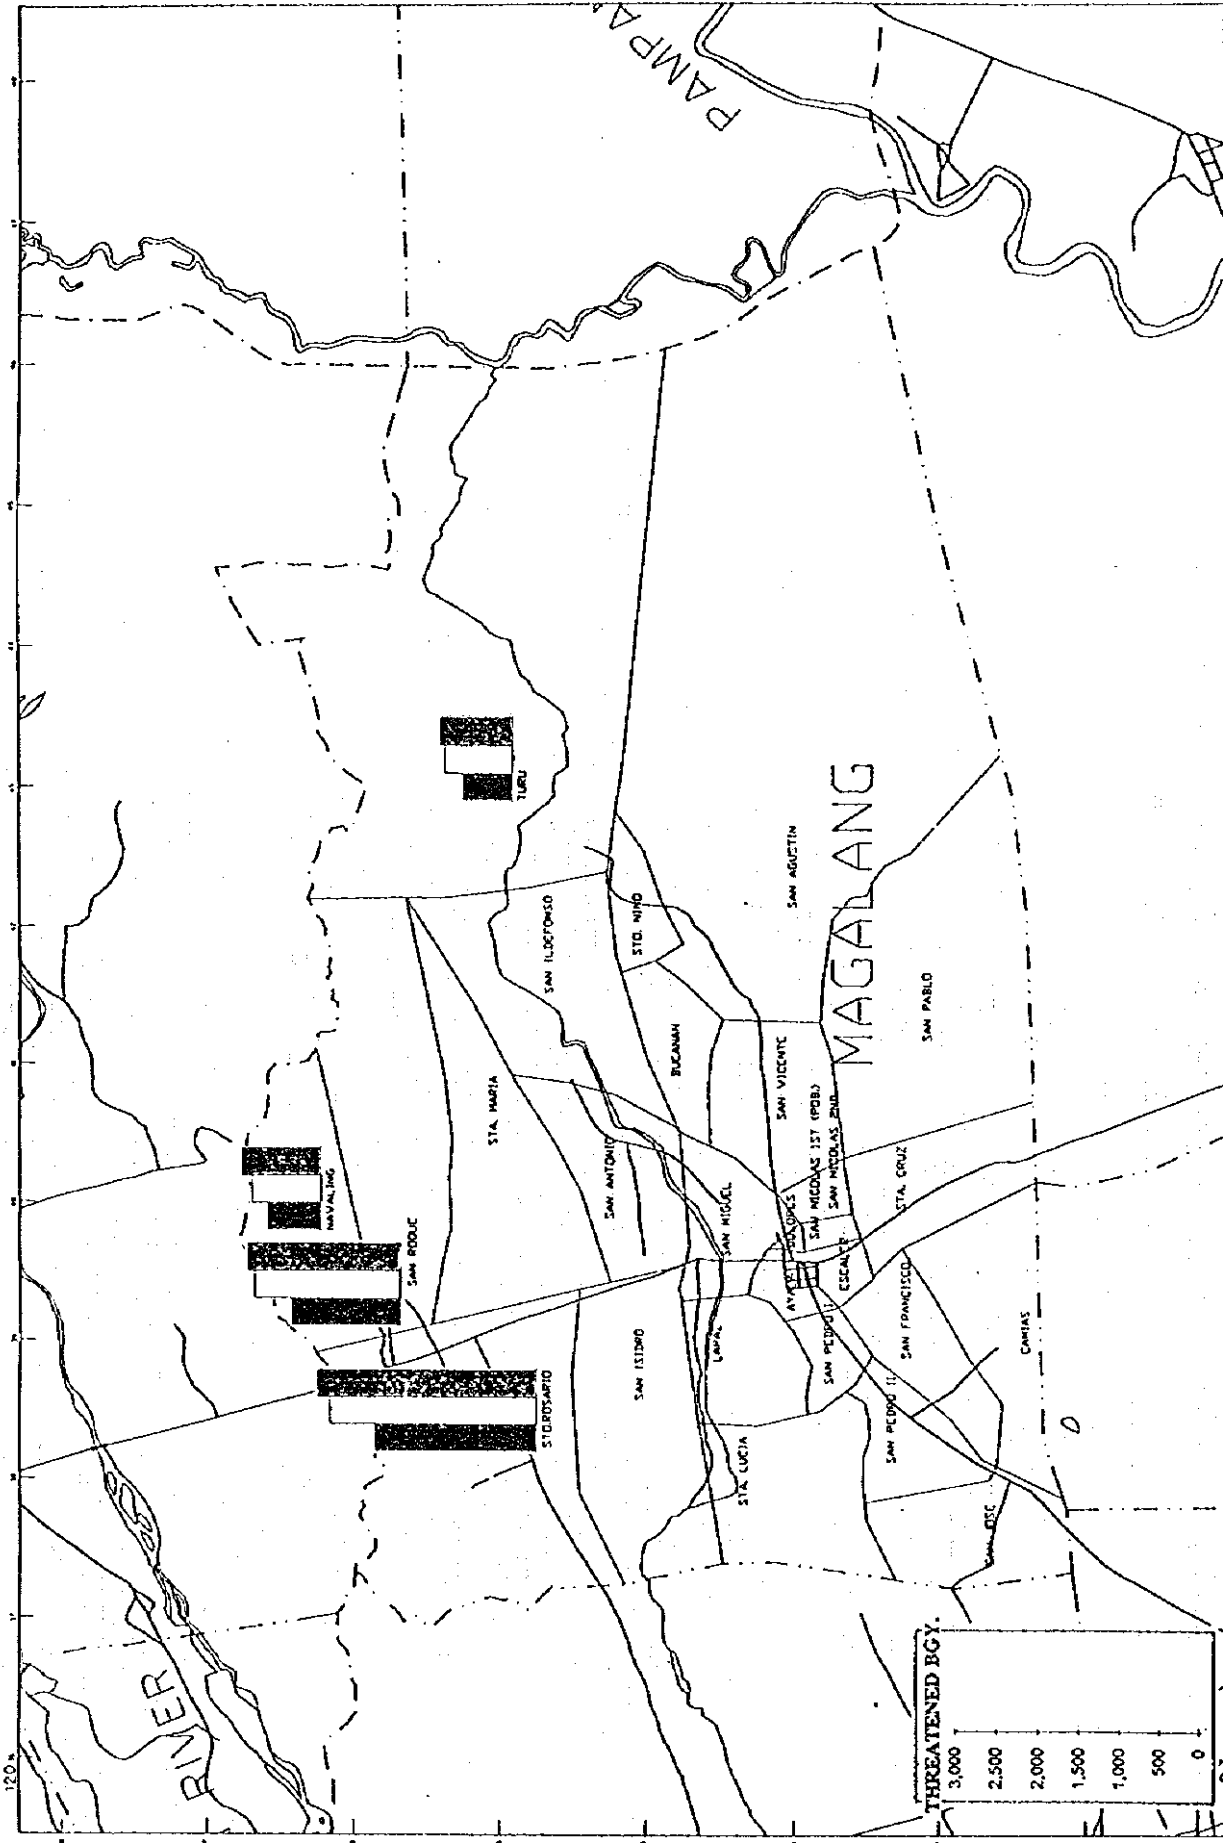 PAMPA
RIVER
TURU
NAVALING
SAN ROQUE
STO.ROSARIO
SAN ILDEFONSO
STO. NINO
SAN AGUSTIN
MAGALANG
SAN PABLO
BUCANAN
SAN VICENTE
STA. MARIA
SAN ANTONIO
SAN MIGUEL
DOLORES
SAN NICOLAS 1ST (POB.)
SAN NICOLAS 2ND
STA. CRUZ
SAN ISIDRO
SAN PEDRO I
ESCALER
SAN FRANCISCO
CAMIAS
SAN PEDRO II
STA. LUCIA
THREATENED BGY.
3,000
2,500
2,000
1,500
1,000
500
0